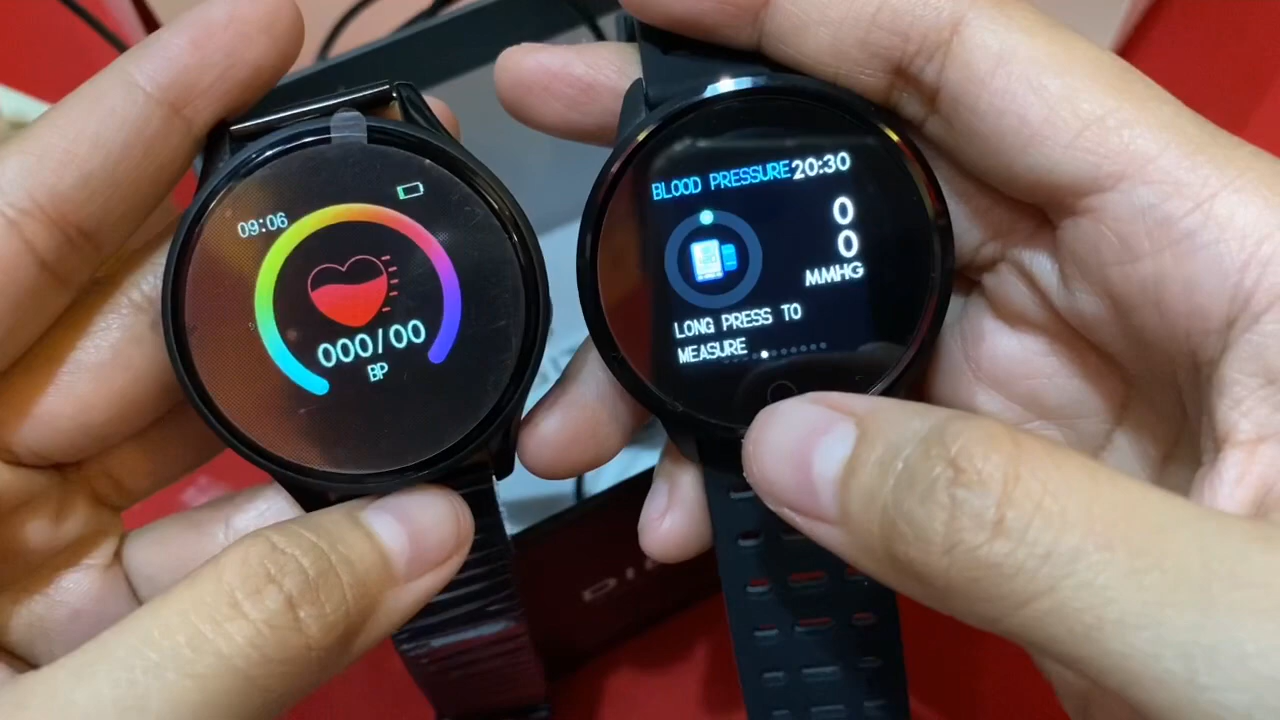 09:06
000/00
BP
BLOOD PRESSURE 20:30
0
0
MMHG
LONG PRESS TO
MEASURE